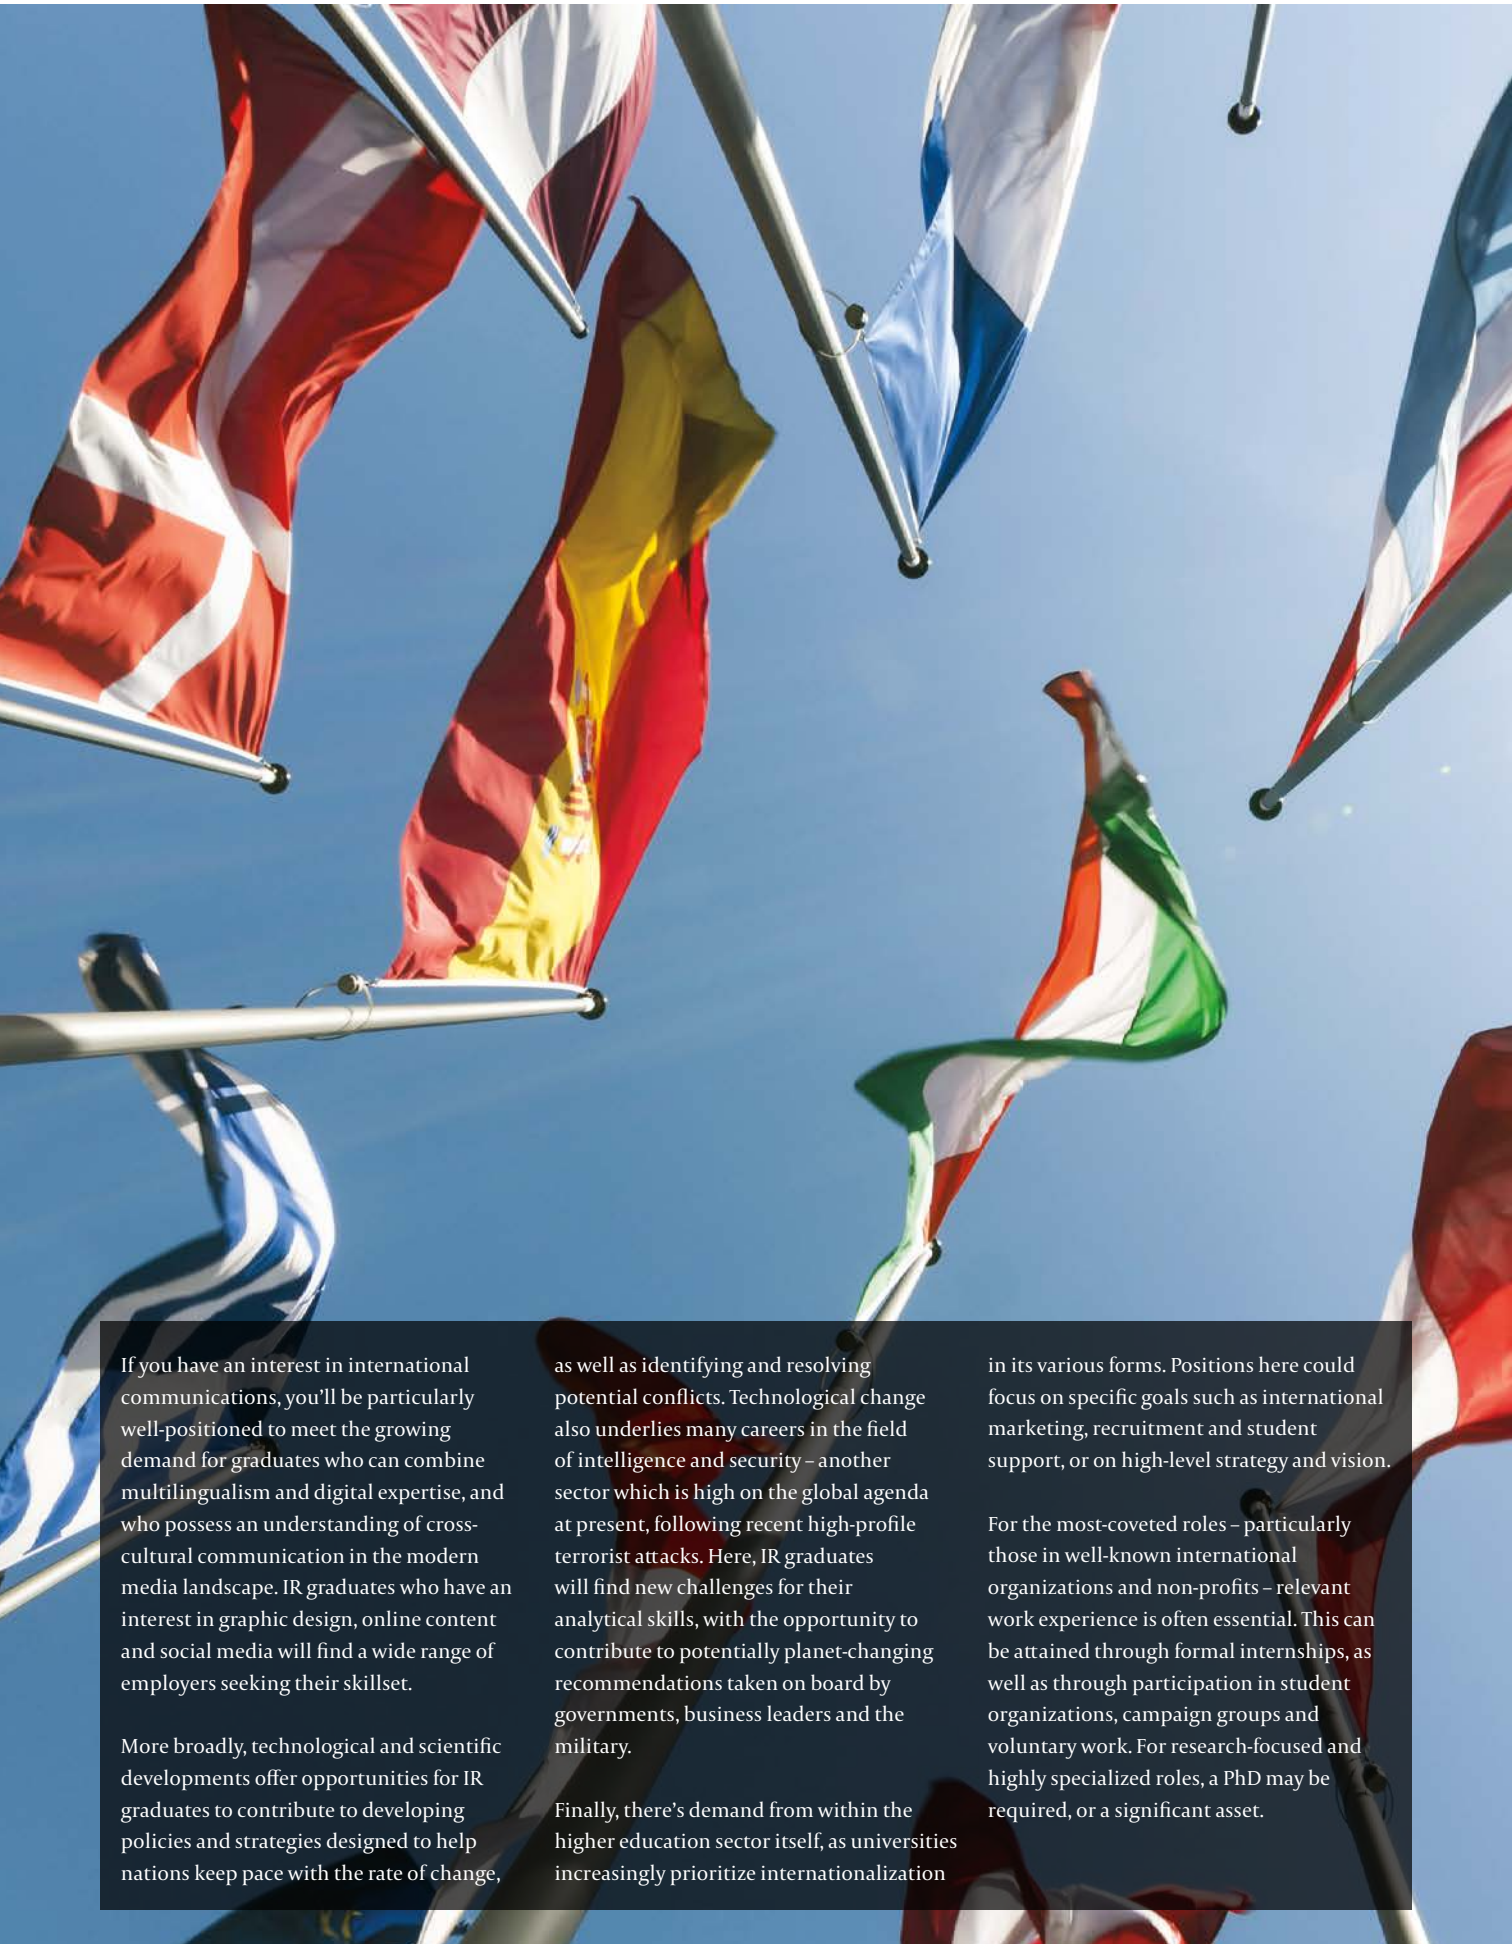 If you have an interest in international
communications, you’ll be particularly
well-positioned to meet the growing
demand for graduates who can combine
multilingualism and digital expertise, and
who possess an understanding of cross-
cultural communication in the modern
media landscape. IR graduates who have an
interest in graphic design, online content
and social media will find a wide range of
employers seeking their skillset.
More broadly, technological and scientific
developments offer opportunities for IR
graduates to contribute to developing
policies and strategies designed to help
nations keep pace with the rate of change,
as well as identifying and resolving
potential conflicts. Technological change
also underlies many careers in the field
of intelligence and security – another
sector which is high on the global agenda
at present, following recent high-profile
terrorist attacks. Here, IR graduates
will find new challenges for their
analytical skills, with the opportunity to
contribute to potentially planet-changing
recommendations taken on board by
governments, business leaders and the
military.
Finally, there’s demand from within the
higher education sector itself, as universities
increasingly prioritize internationalization
in its various forms. Positions here could
focus on specific goals such as international
marketing, recruitment and student
support, or on high-level strategy and vision.
For the most-coveted roles – particularly
those in well-known international
organizations and non-profits – relevant
work experience is often essential. This can
be attained through formal internships, as
well as through participation in student
organizations, campaign groups and
voluntary work. For research-focused and
highly specialized roles, a PhD may be
required, or a significant asset.